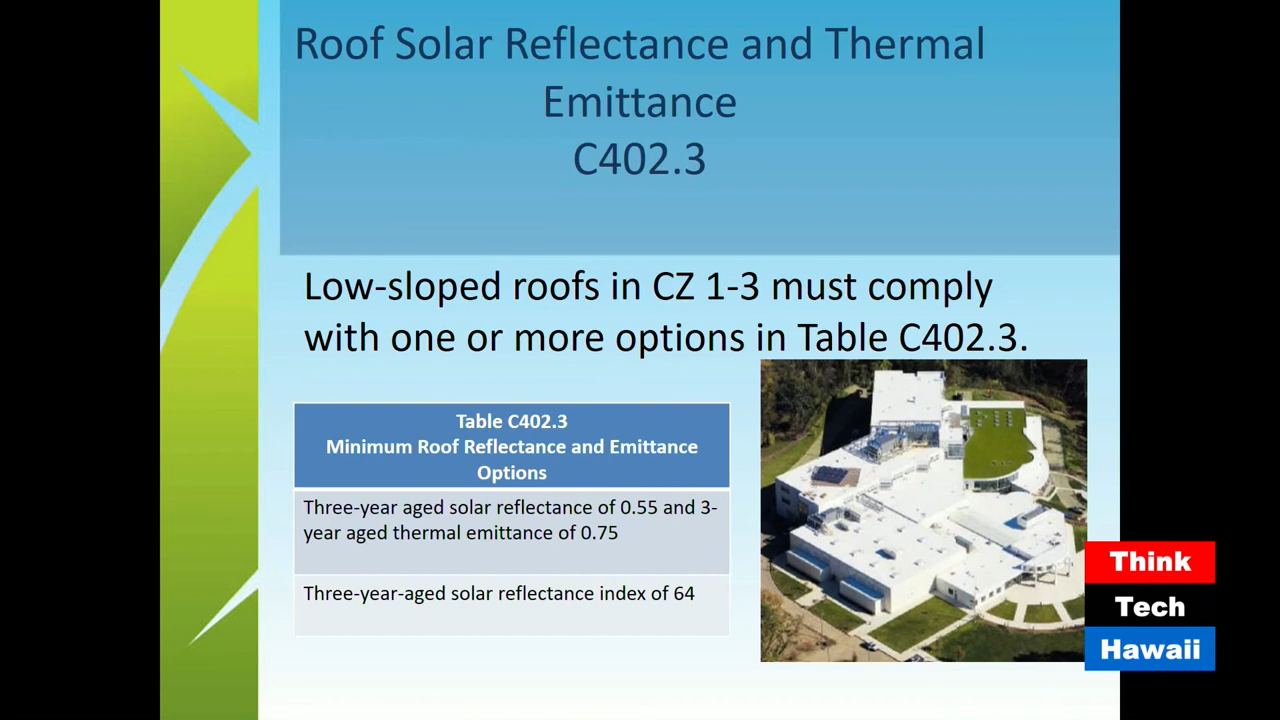 Roof Solar Reflectance and Thermal
Emittance
C402.3
Low-sloped roofs in CZ 1-3 must comply
with one or more options in Table C402.3.
Table C402.3
Minimum Roof Reflectance and Emittance
Options
Three-year aged solar reflectance of 0.55 and 3-
year aged thermal emittance of 0.75
Three-year-aged solar reflectance index of 64
Think
Tech
Hawaii